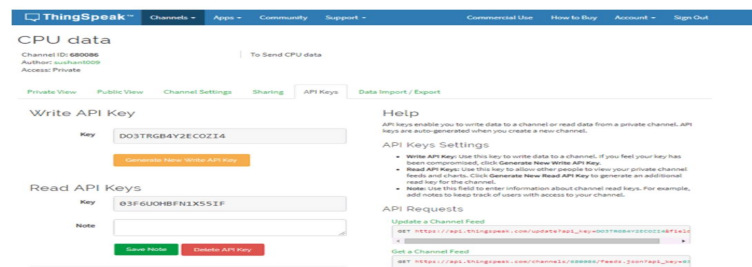 ThingSpeak™ Channels Apps Community Support Commercial Use How to Buy Account Sign Out
CPU data
Channel ID: 680086
Author: sushant009
Access: Private
To Send CPU data
Private View Public View Channel Settings Sharing API Keys Data Import / Export
Write API Key
Key DO3TRGB4Y2ECOZI4
Generate New Write API Key
Read API Keys
Key 03F6UOMBFN1X55IF
Note
Save Note Delete API Key
Help
API keys enable you to write data to a channel or read data from a private channel. API
keys are auto-generated when you create a new channel.
API Keys Settings
• Write API Key: Use this key to write data to a channel. If you feel your key has
been compromised, click Generate New Write API Key.
• Read API Keys: Use this key to allow other people to view your private channel
feeds and charts. Click Generate New Read API Key to generate an additional
read key for the channel.
• Note: Use this field to enter information about channel read keys. For example,
add notes to keep track of users with access to your channel.
API Requests
Update a Channel Feed
GET https://api.thingspeak.com/update?api_key=DO3TRGB4Y2ECOZI4&field
Get a Channel Feed
GET https://api.thingspeak.com/channels/680086/feeds.json?api_key=03